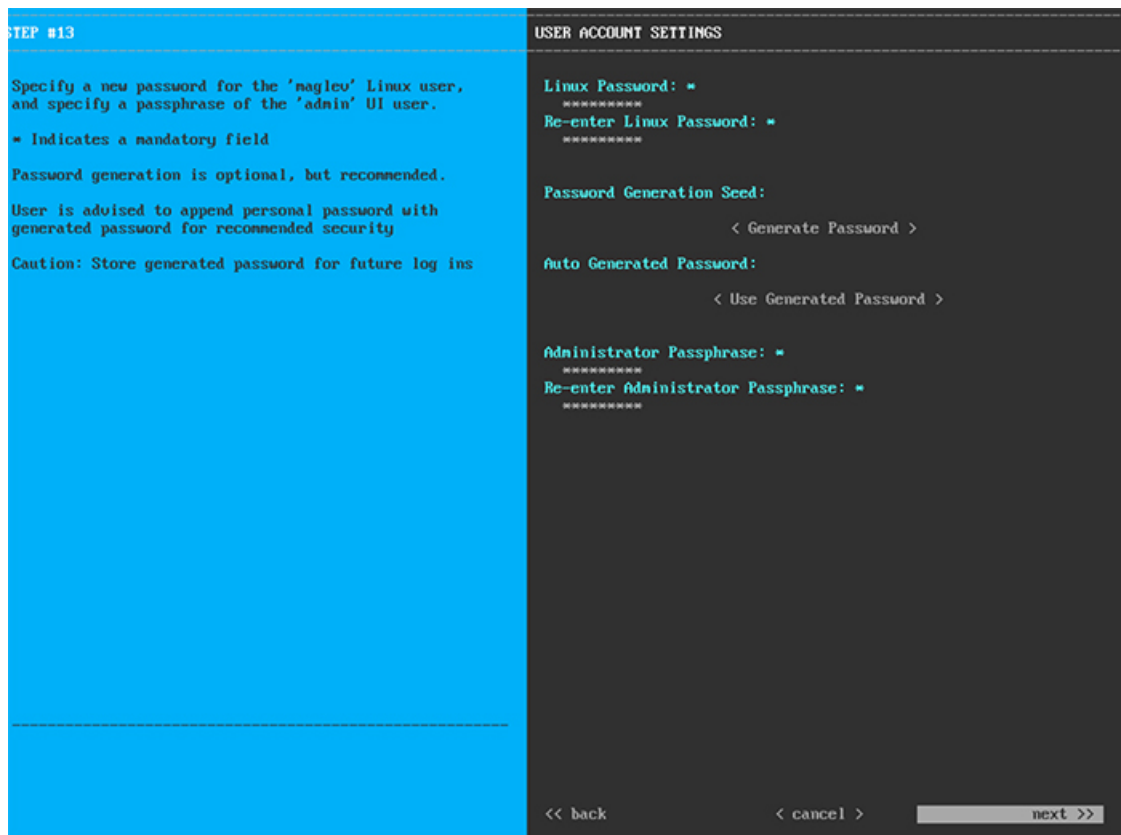 STEP #13
Specify a new password for the 'maglev' Linux user,
and specify a passphrase of the 'admin' UI user.
* Indicates a mandatory field
Password generation is optional, but recommended.
User is advised to append personal password with
generated password for recommended security
Caution: Store generated password for future log ins
USER ACCOUNT SETTINGS
Linux Password: *
*********
Re-enter Linux Password: *
*********
Password Generation Seed:
< Generate Password >
Auto Generated Password:
< Use Generated Password >
Administrator Passphrase: *
*********
Re-enter Administrator Passphrase: *
*********
<< back < cancel > next >>